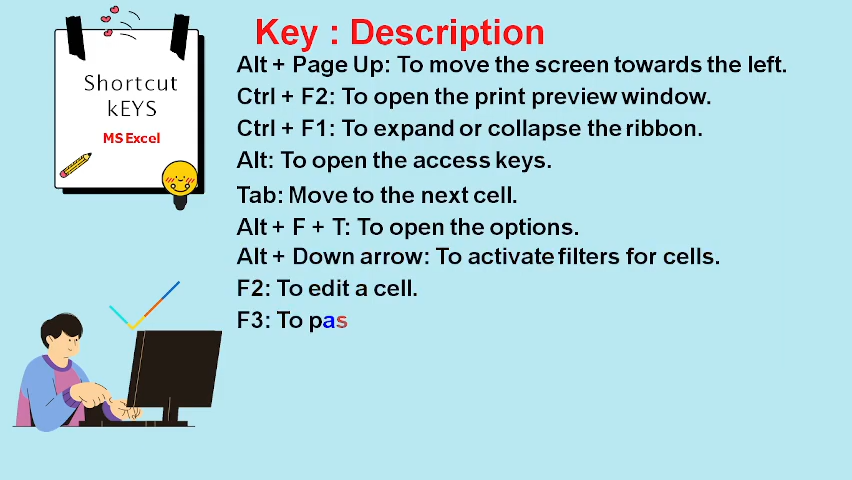 Shortcut
kEYS
MS Excel
Key : Description
Alt + Page Up: To move the screen towards the left.
Ctrl + F2: To open the print preview window.
Ctrl + F1: To expand or collapse the ribbon.
Alt: To open the access keys.
Tab: Move to the next cell.
Alt + F + T: To open the options.
Alt + Down arrow: To activate filters for cells.
F2: To edit a cell.
F3: To pas